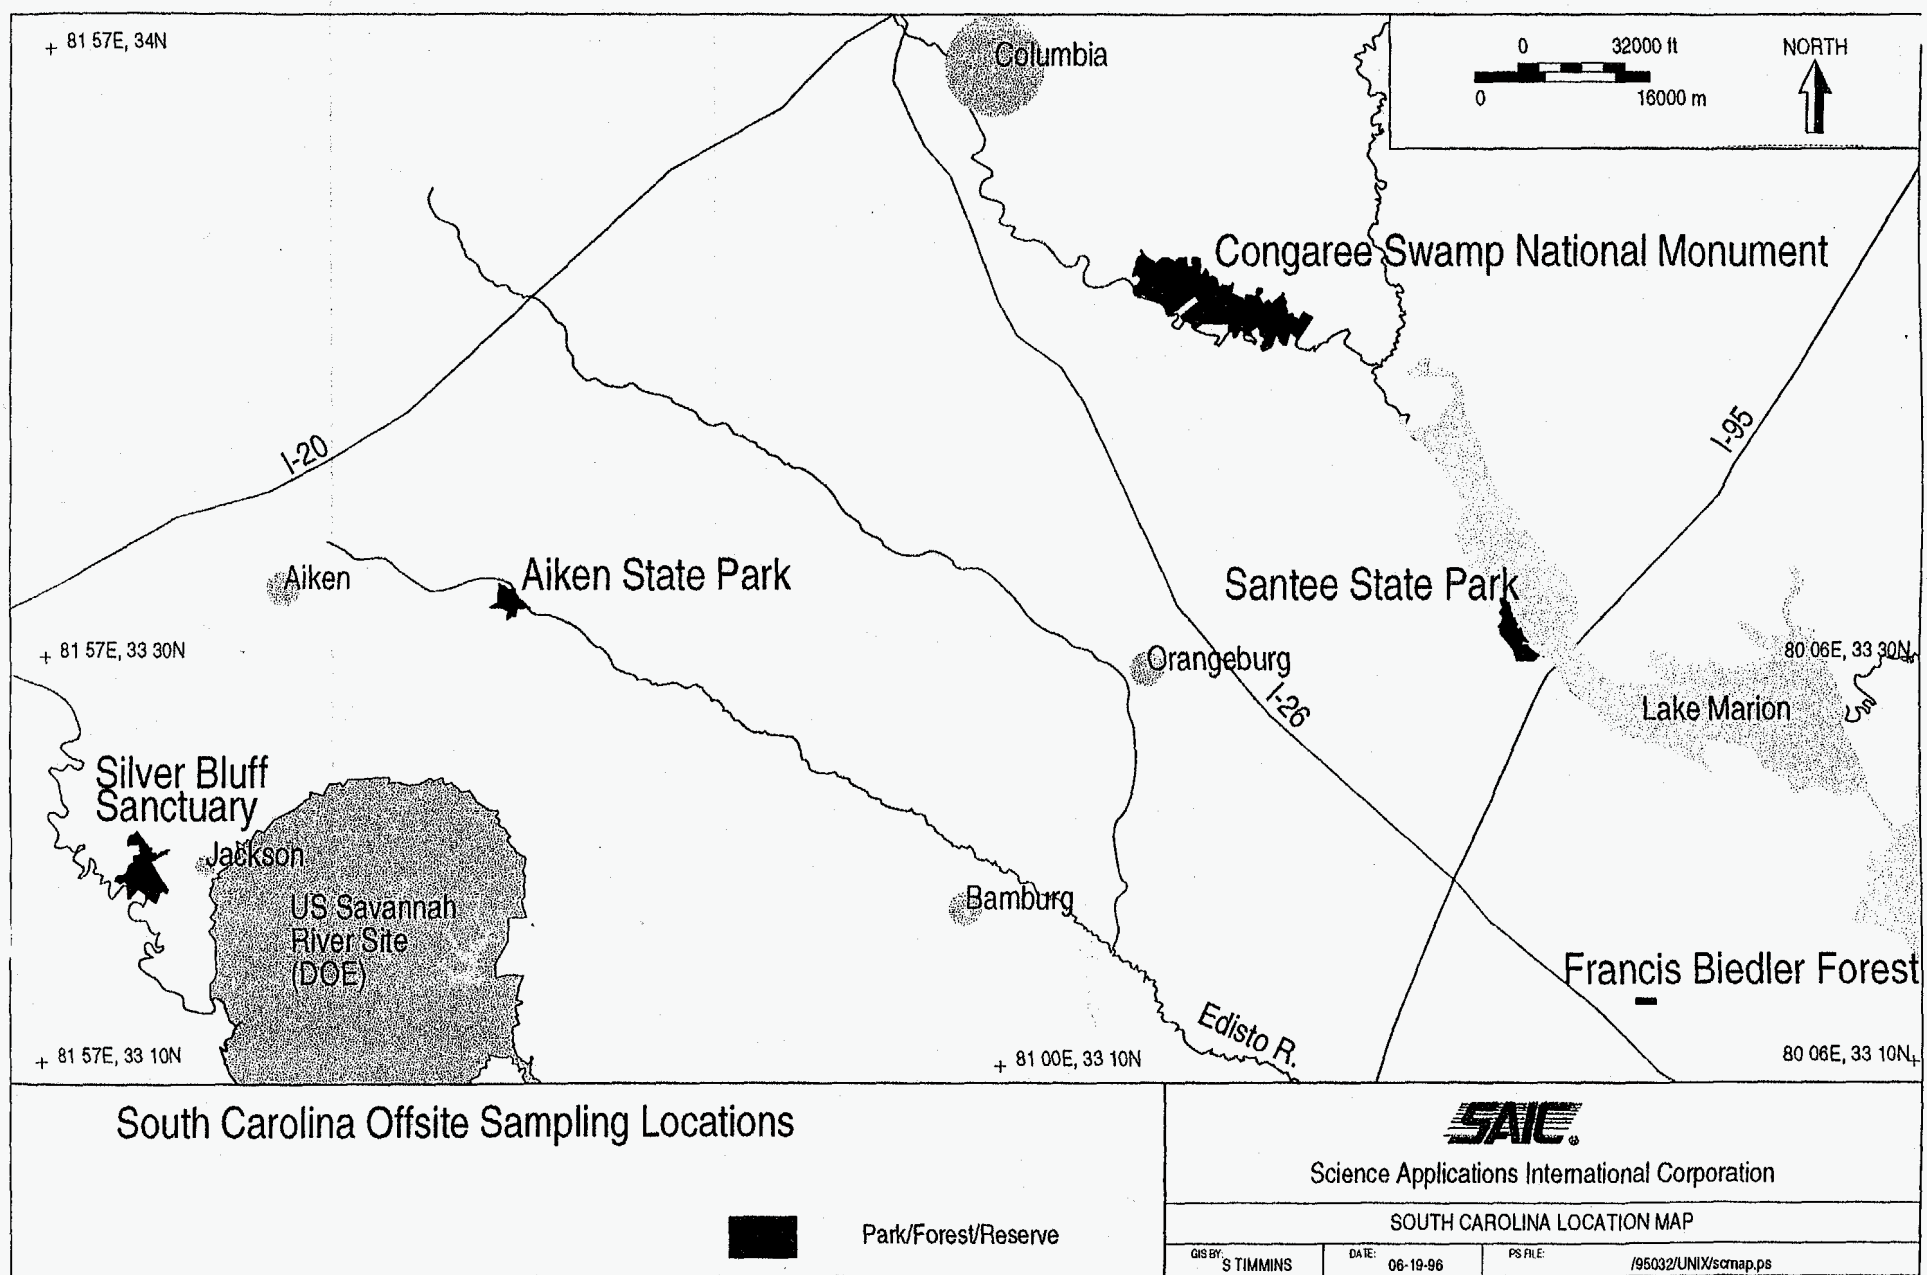 81 57E, 34N
Columbia
0 32000 ft
0 16000 m
NORTH
Congaree Swamp National Monument
I-20
I-95
Aiken
Aiken State Park
Santee State Park
81 57E, 33 30N
Orangeburg
80 06E, 33 30N
I-26
Lake Marion
Silver Bluff
Sanctuary
Jackson
US Savannah
River Site
(DOE)
Bamburg
Francis Biedler Forest
Edisto R.
81 57E, 33 10N
81 00E, 33 10N
80 06E, 33 10N
South Carolina Offsite Sampling Locations
Park/Forest/Reserve
SAIC®
Science Applications International Corporation
SOUTH CAROLINA LOCATION MAP
GIS BY: S TIMMINS
DATE: 06-19-96
PS FILE: /95032/UNIX/scmap.ps